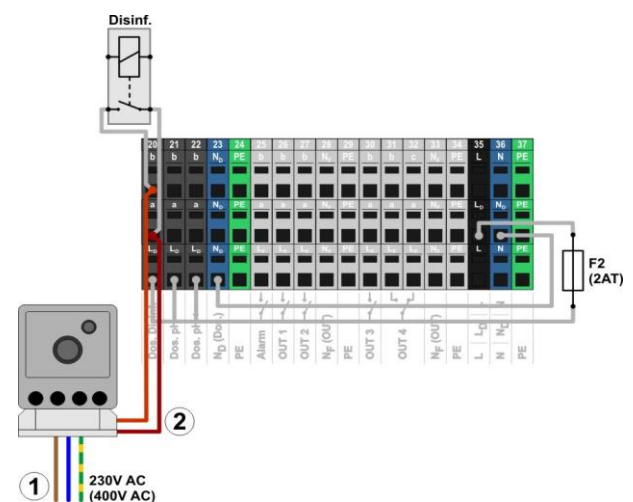 Disinf.
20 21 22 23 24 25 26 27 28 29 30 31 32 33 34 35 36 37
b b b N_D PE b b b N_F PE b b c N_F PE L N PE
a a a N_D PE a a a N_F PE a a a N_F PE L_D N_D PE
L_D L_D L_D N_D PE L N PE
F2
(2AT)
Dos. Disinf.
Dos. ph
Dos. ph
N_D (Dos.)
PE
Alarm
OUT 1
OUT 2
N_F (OUT)
PE
OUT 3
OUT 4
N_F (OUT)
PE
L L_D L
N N_D N
PE
2
1
230V AC
(400V AC)